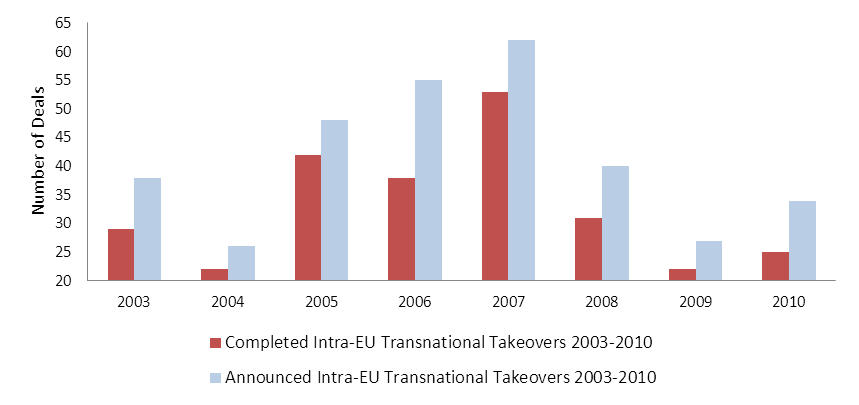 65
60
55
50
45
40
35
30
25
20
Number of Deals
2003 2004 2005 2006 2007 2008 2009 2010
Completed Intra-EU Transnational Takeovers 2003-2010
Announced Intra-EU Transnational Takeovers 2003-2010